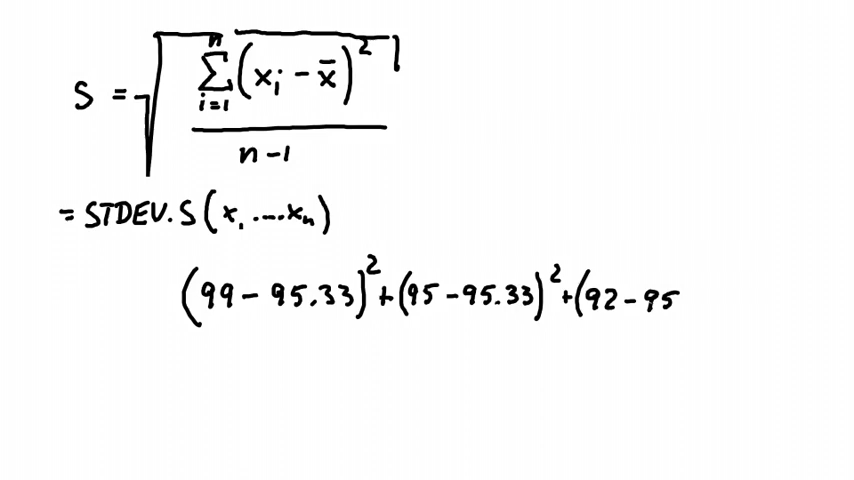 S = √( Σ_{i=1}^{n} (x_i − x̄)² / (n−1) )
= STDEV.S(x₁....xₙ)
(99 − 95.33)² + (95 − 95.33)² + (92 − 95